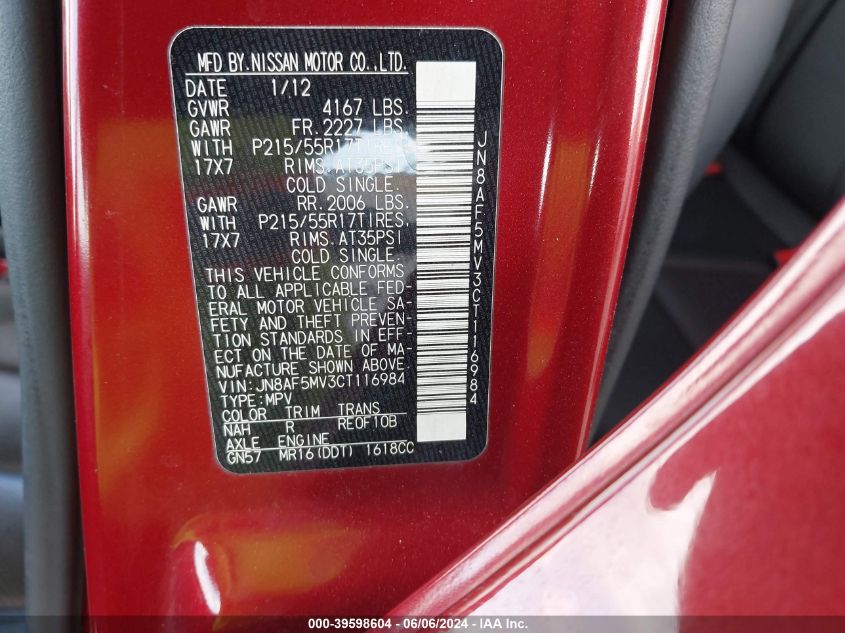 MFD BY.NISSAN MOTOR CO.,LTD.
DATE 1/12
GVWR 4167 LBS.
GAWR FR.2227 LBS.
WITH P215/55R17TIRES.
17X7 RIMS.AT35PSI
COLD SINGLE.
GAWR RR.2006 LBS.
WITH P215/55R17TIRES.
17X7 RIMS.AT35PSI
COLD SINGLE.
THIS VEHICLE CONFORMS
TO ALL APPLICABLE FED-
ERAL MOTOR VEHICLE SA-
FETY AND THEFT PREVEN-
TION STANDARDS IN EFF-
ECT ON THE DATE OF MA-
NUFACTURE SHOWN ABOVE.
VIN:JN8AF5MV3CT116984
TYPE:MPV
COLOR TRIM TRANS
NAH R RE0F10B
AXLE ENGINE
GN57 MR16(DDT) 1618CC
JN8AF5MV3CT116984
000-39598604 - 06/06/2024 - IAA Inc.